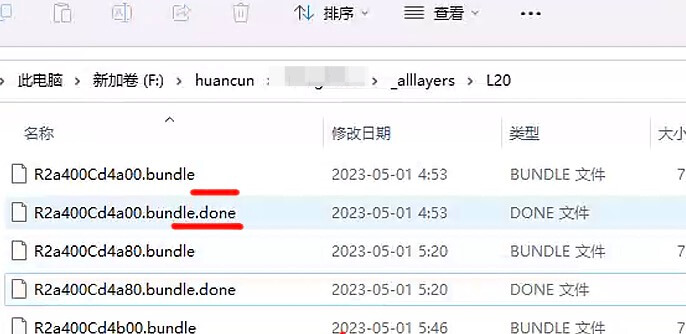 排序 查看
此电脑 新加卷 (F:) huancun _alllayers L20
名称 修改日期 类型 大小
R2a400Cd4a00.bundle 2023-05-01 4:53 BUNDLE 文件 7
R2a400Cd4a00.bundle.done 2023-05-01 4:53 DONE 文件
R2a400Cd4a80.bundle 2023-05-01 5:20 BUNDLE 文件 7
R2a400Cd4a80.bundle.done 2023-05-01 5:20 DONE 文件
R2a400Cd4b00.bundle 2023-05-01 5:46 BUNDLE 文件 7